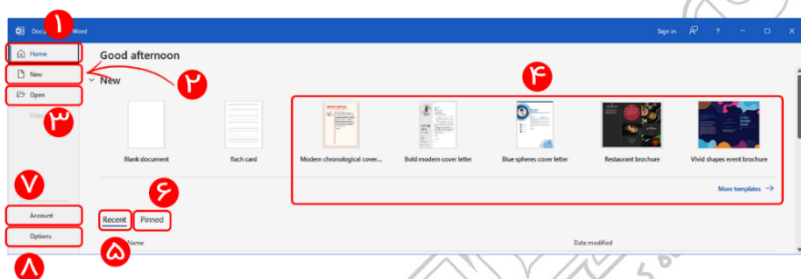 ۱
Word
Sign in
?
Home
Good afternoon
New
۲
New
۴
Open
۳
Blank document
flach card
Modern chronological cover...
Bold modern cover letter
Blue spheres cover letter
Restaurant brochure
Vivid shapes event brochure
More templates →
۷
۶
Account
Recent
Pinned
Options
۵
Name
Date modified
۸